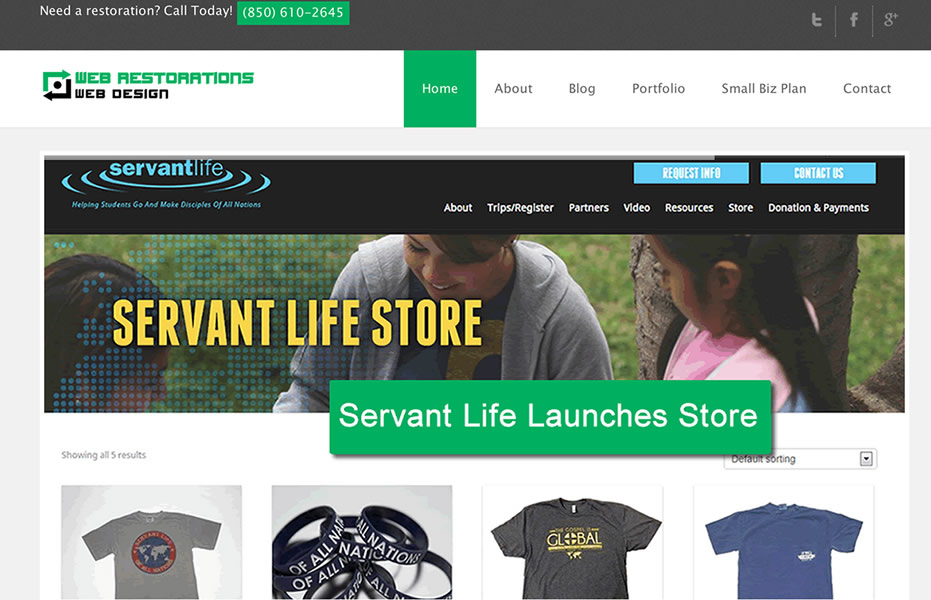 Need a restoration? Call Today! (850) 610-2645
WEB RESTORATIONS
WEB DESIGN
Home About Blog Portfolio Small Biz Plan Contact
servantlife
Helping Students Go And Make Disciples Of All Nations
REQUEST INFO CONTACT US
About Trips/Register Partners Video Resources Store Donation & Payments
SERVANT LIFE STORE
Servant Life Launches Store
Showing all 5 results
Default sorting
SERVANT LIFE
OF ALL NATIONS
OF ALL NATIONS
THE GOSPEL IS
GLOBAL